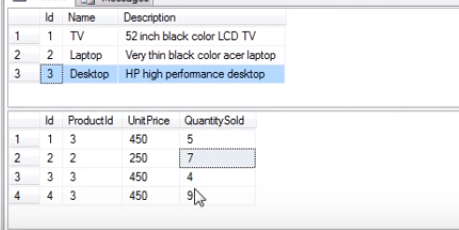 Messages
Id Name Description
1 1 TV 52 inch black color LCD TV
2 2 Laptop Very thin black color acer laptop
3 3 Desktop HP high performance desktop
Id ProductId UnitPrice QuantitySold
1 1 3 450 5
2 2 2 250 7
3 3 3 450 4
4 4 3 450 9